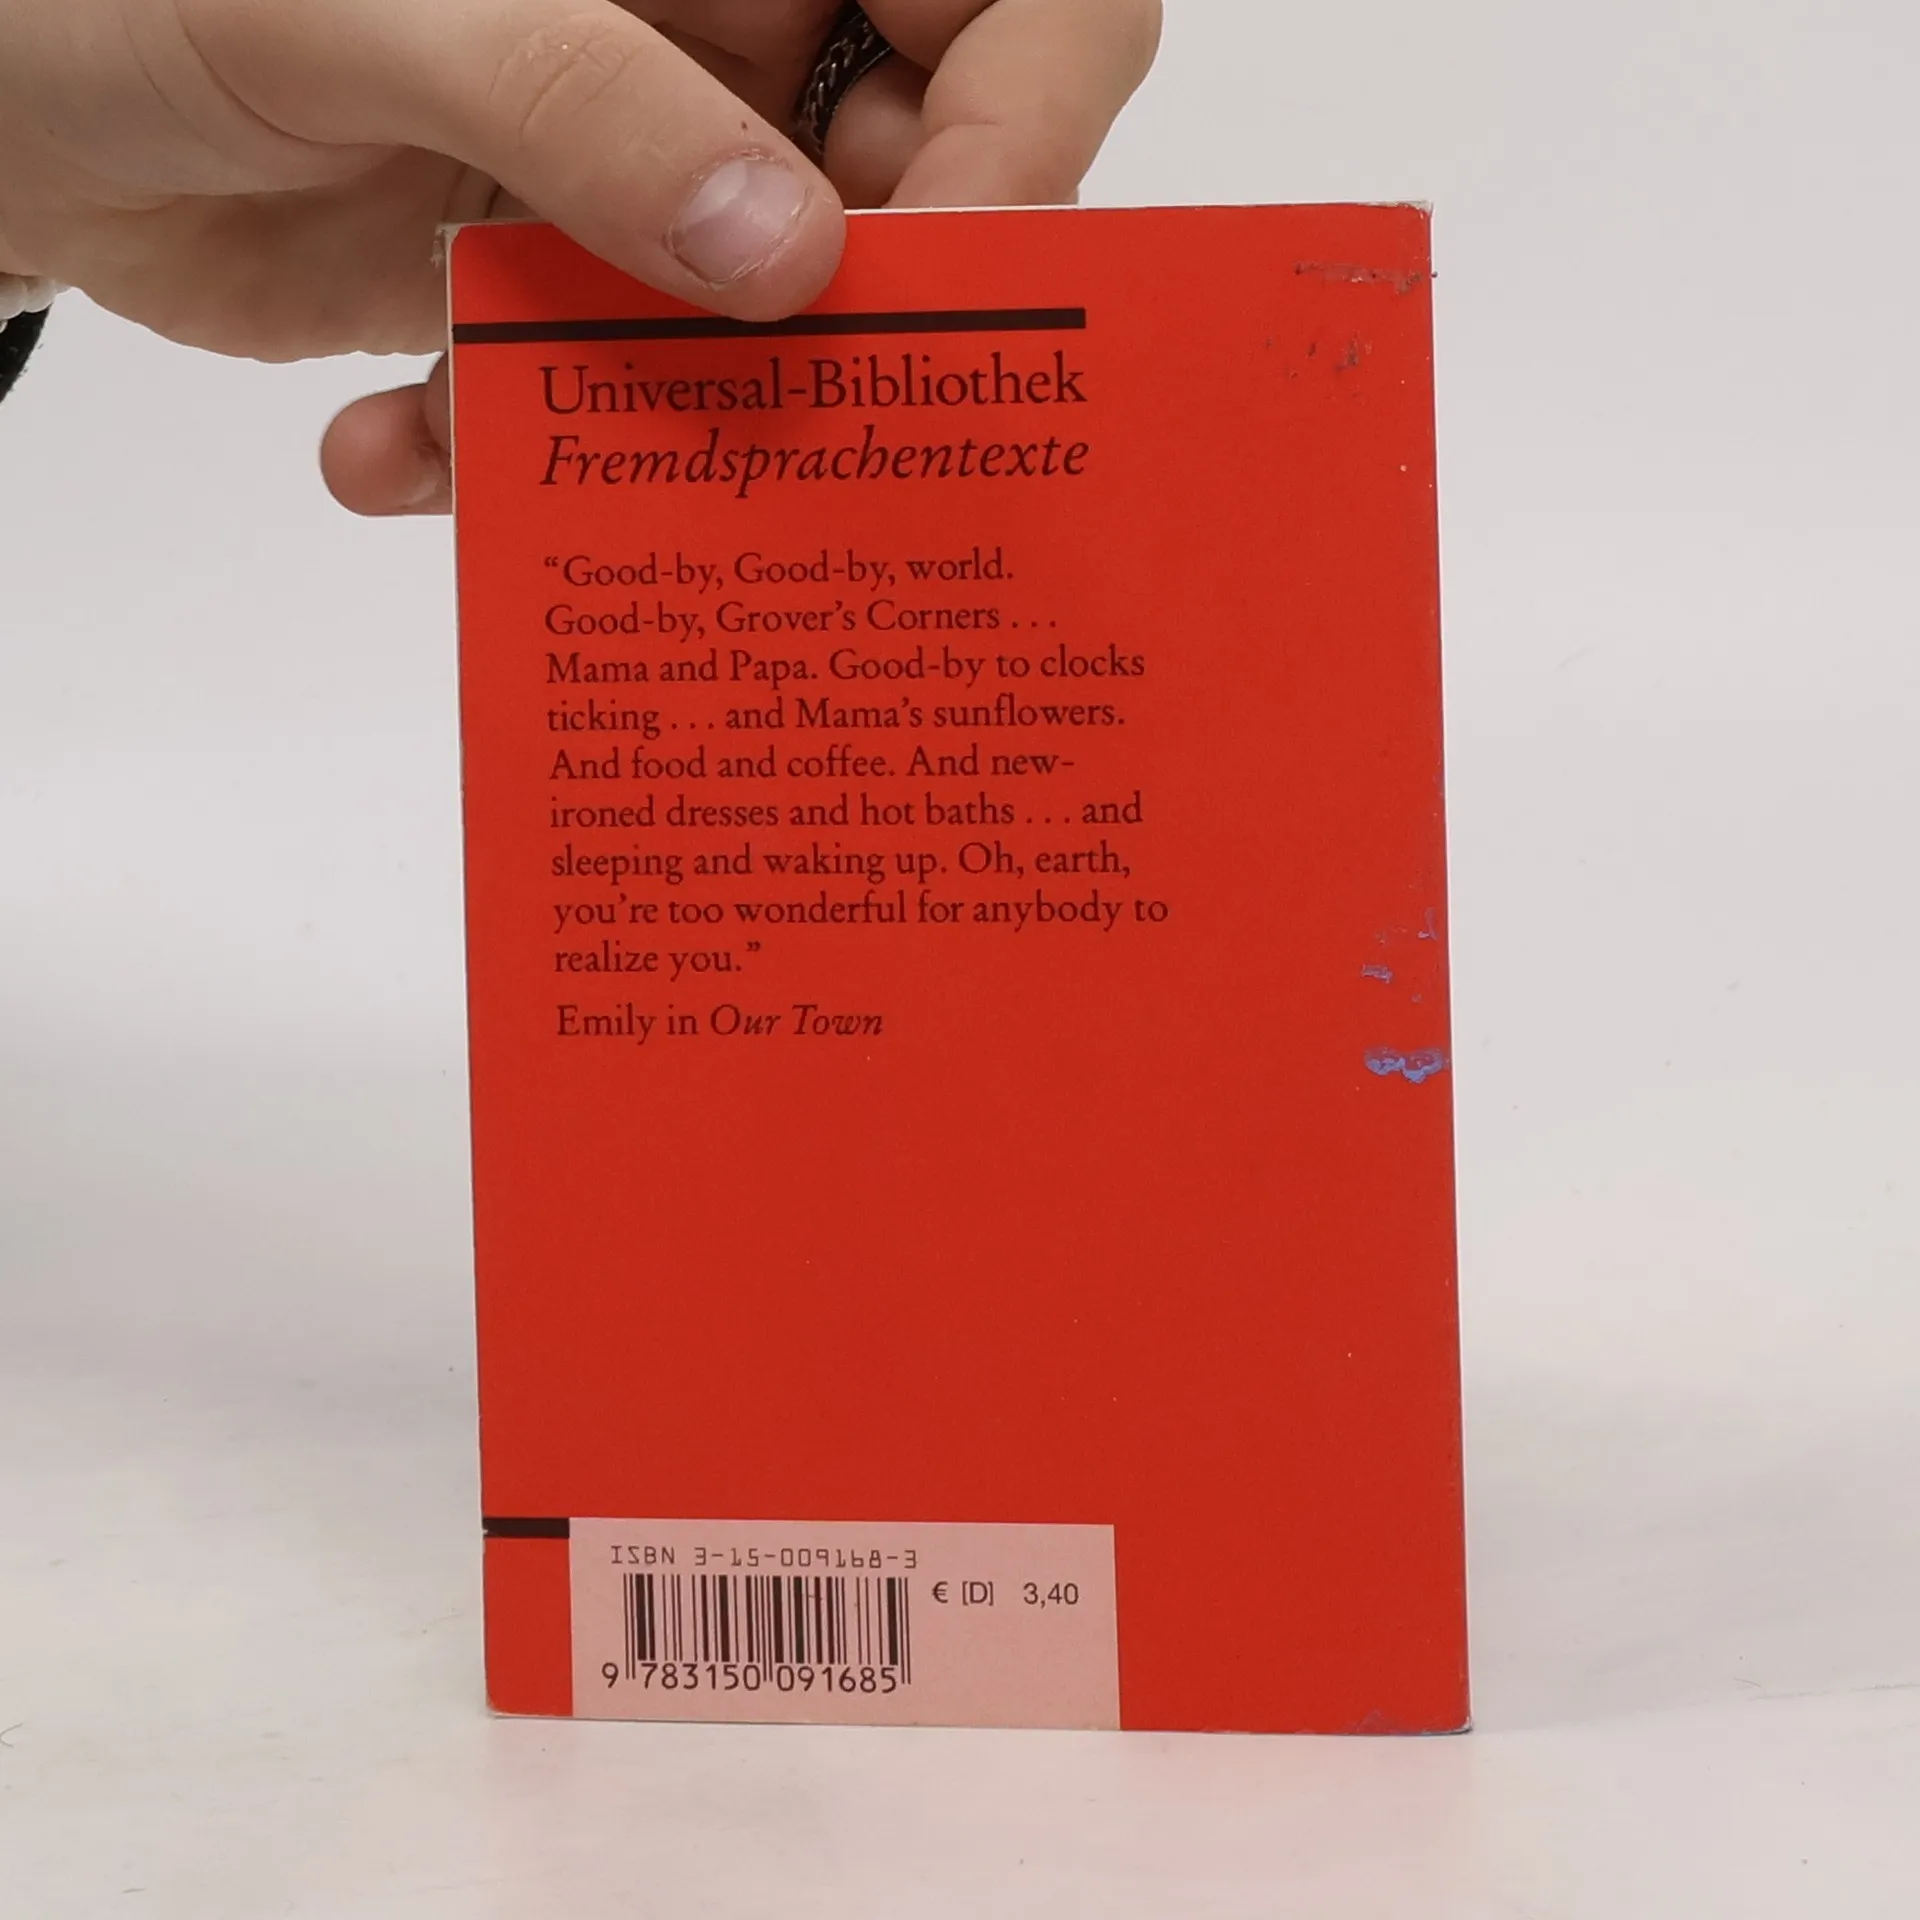 Universal-Bibliothek
Fremdsprachentexte
“Good-by, Good-by, world.
Good-by, Grover’s Corners . . .
Mama and Papa. Good-by to clocks
ticking . . . and Mama’s sunflowers.
And food and coffee. And new-
ironed dresses and hot baths . . . and
sleeping and waking up. Oh, earth,
you’re too wonderful for anybody to
realize you.”
Emily in Our Town
ISBN 3-15-009168-3
€ [D] 3,40
9 783150 091685